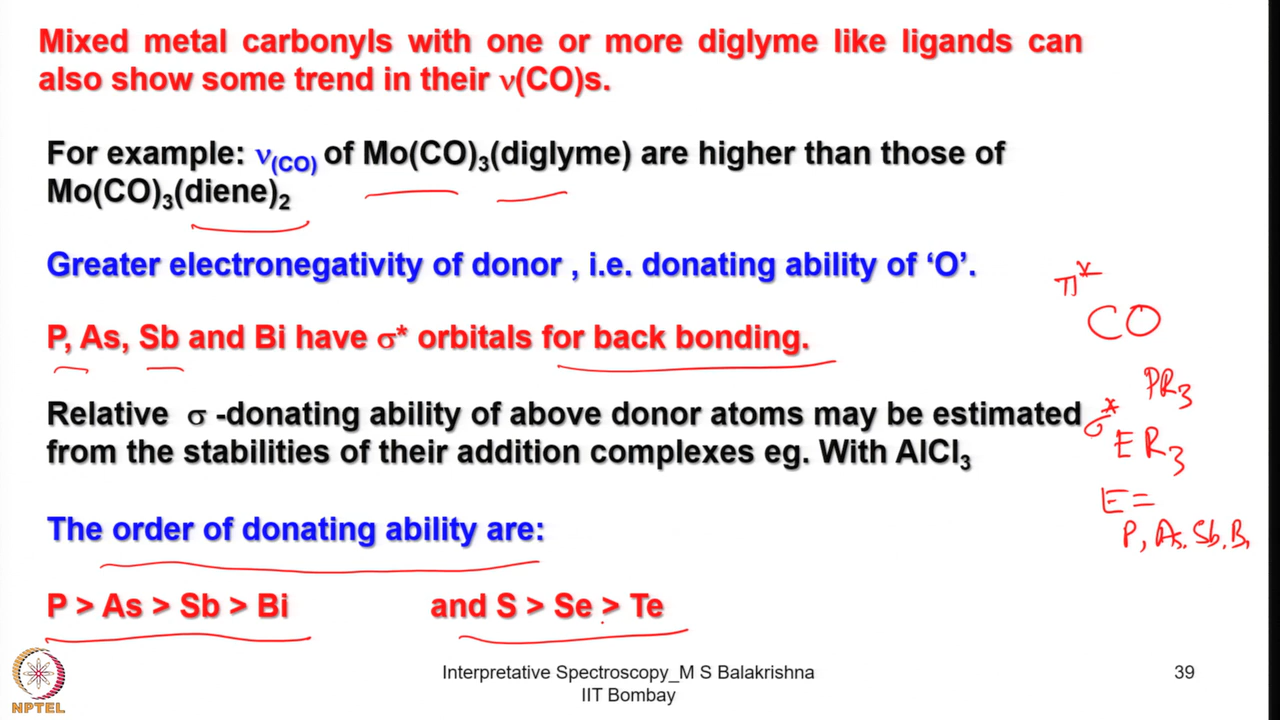 Mixed metal carbonyls with one or more diglyme like ligands can
also show some trend in their ν(CO)s.
For example: ν(CO) of Mo(CO)3(diglyme) are higher than those of
Mo(CO)3(diene)2
Greater electronegativity of donor , i.e. donating ability of ‘O’.
π*
CO
P, As, Sb and Bi have σ* orbitals for back bonding.
PR3
Relative σ -donating ability of above donor atoms may be estimated
from the stabilities of their addition complexes eg. With AlCl3
σ*
ER3
E=
P, As. Sb. Bi
The order of donating ability are:
P > As > Sb > Bi and S > Se > Te
Interpretative Spectroscopy_M S Balakrishna
IIT Bombay
39
NPTEL